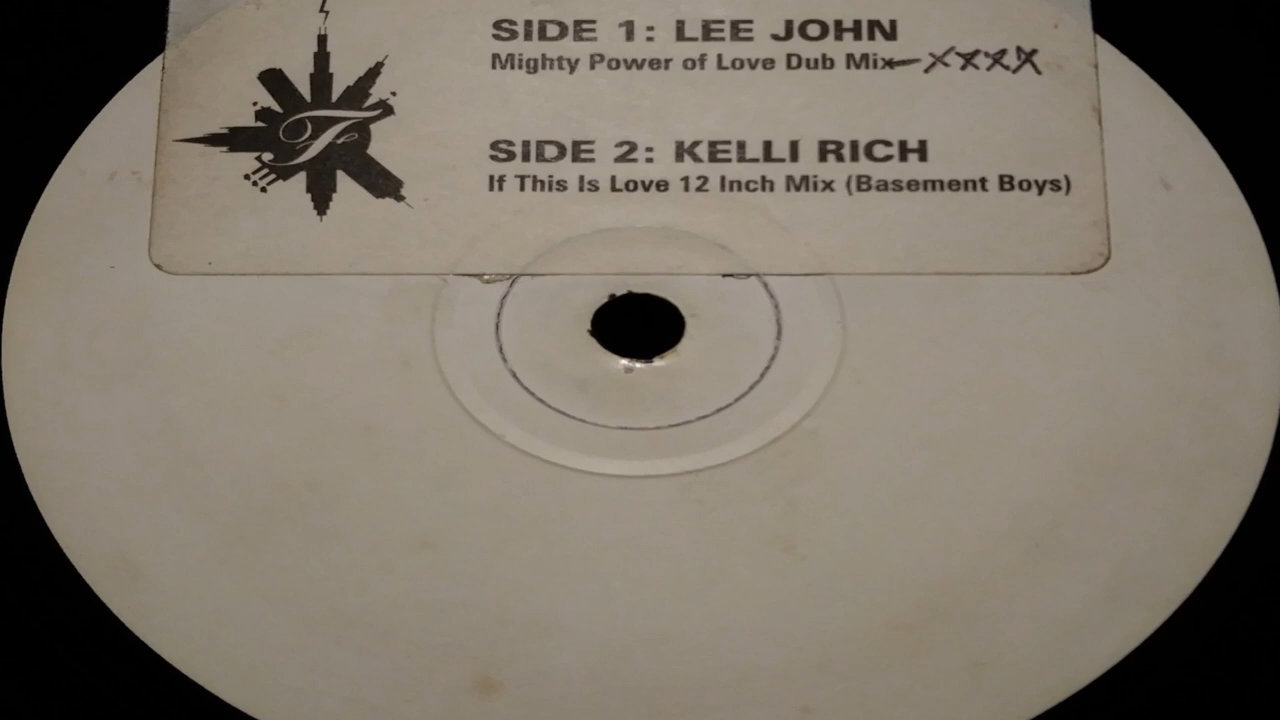 SIDE 1: LEE JOHN
Mighty Power of Love Dub Mix - XXXX
SIDE 2: KELLI RICH
If This Is Love 12 Inch Mix (Basement Boys)